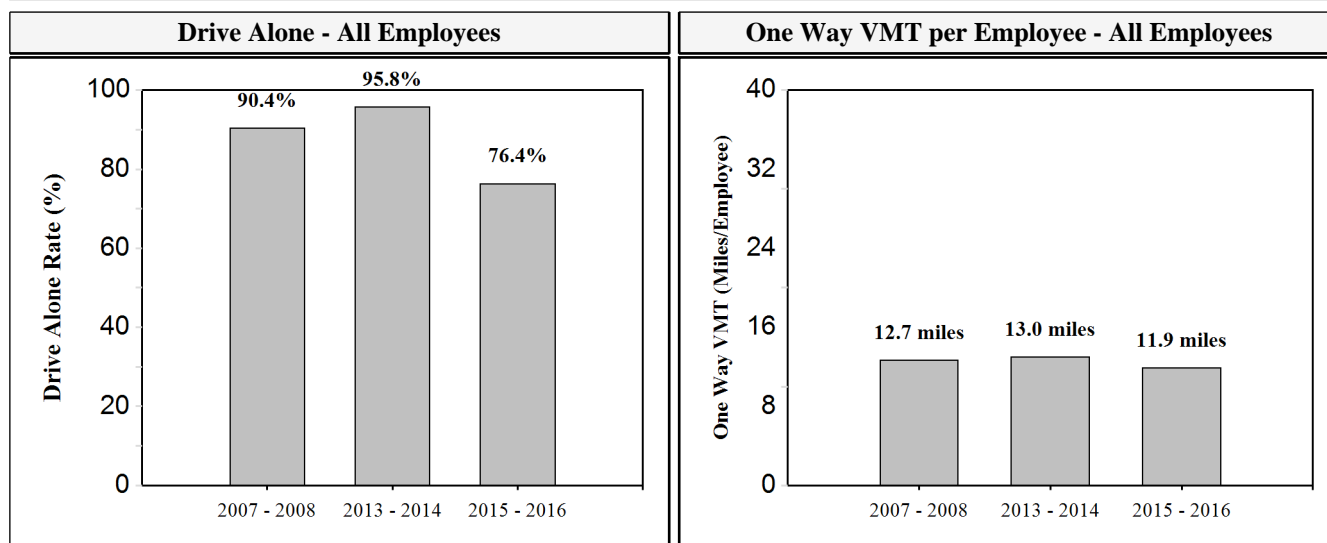 Drive Alone - All Employees
95.8%
90.4%
76.4%
100
80
60
40
20
0
Drive Alone Rate (%)
2007 - 2008 2013 - 2014 2015 - 2016
One Way VMT per Employee - All Employees
40
32
24
16
8
0
One Way VMT (Miles/Employee)
12.7 miles 13.0 miles 11.9 miles
2007 - 2008 2013 - 2014 2015 - 2016